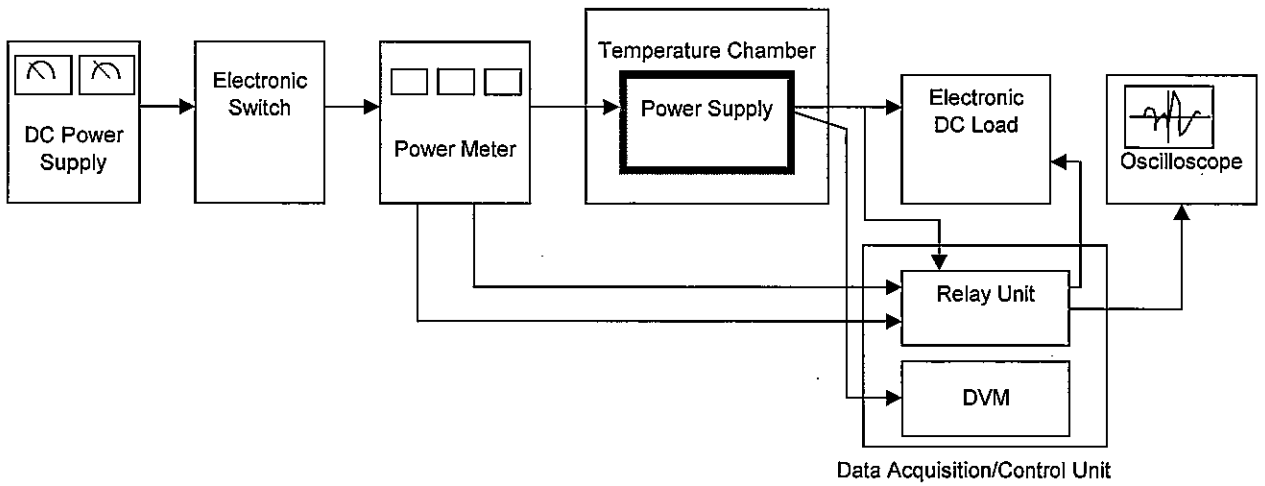 DC Power
Supply
Electronic
Switch
Power Meter
Temperature Chamber
Power Supply
Electronic
DC Load
Oscilloscope
Relay Unit
DVM
Data Acquisition/Control Unit